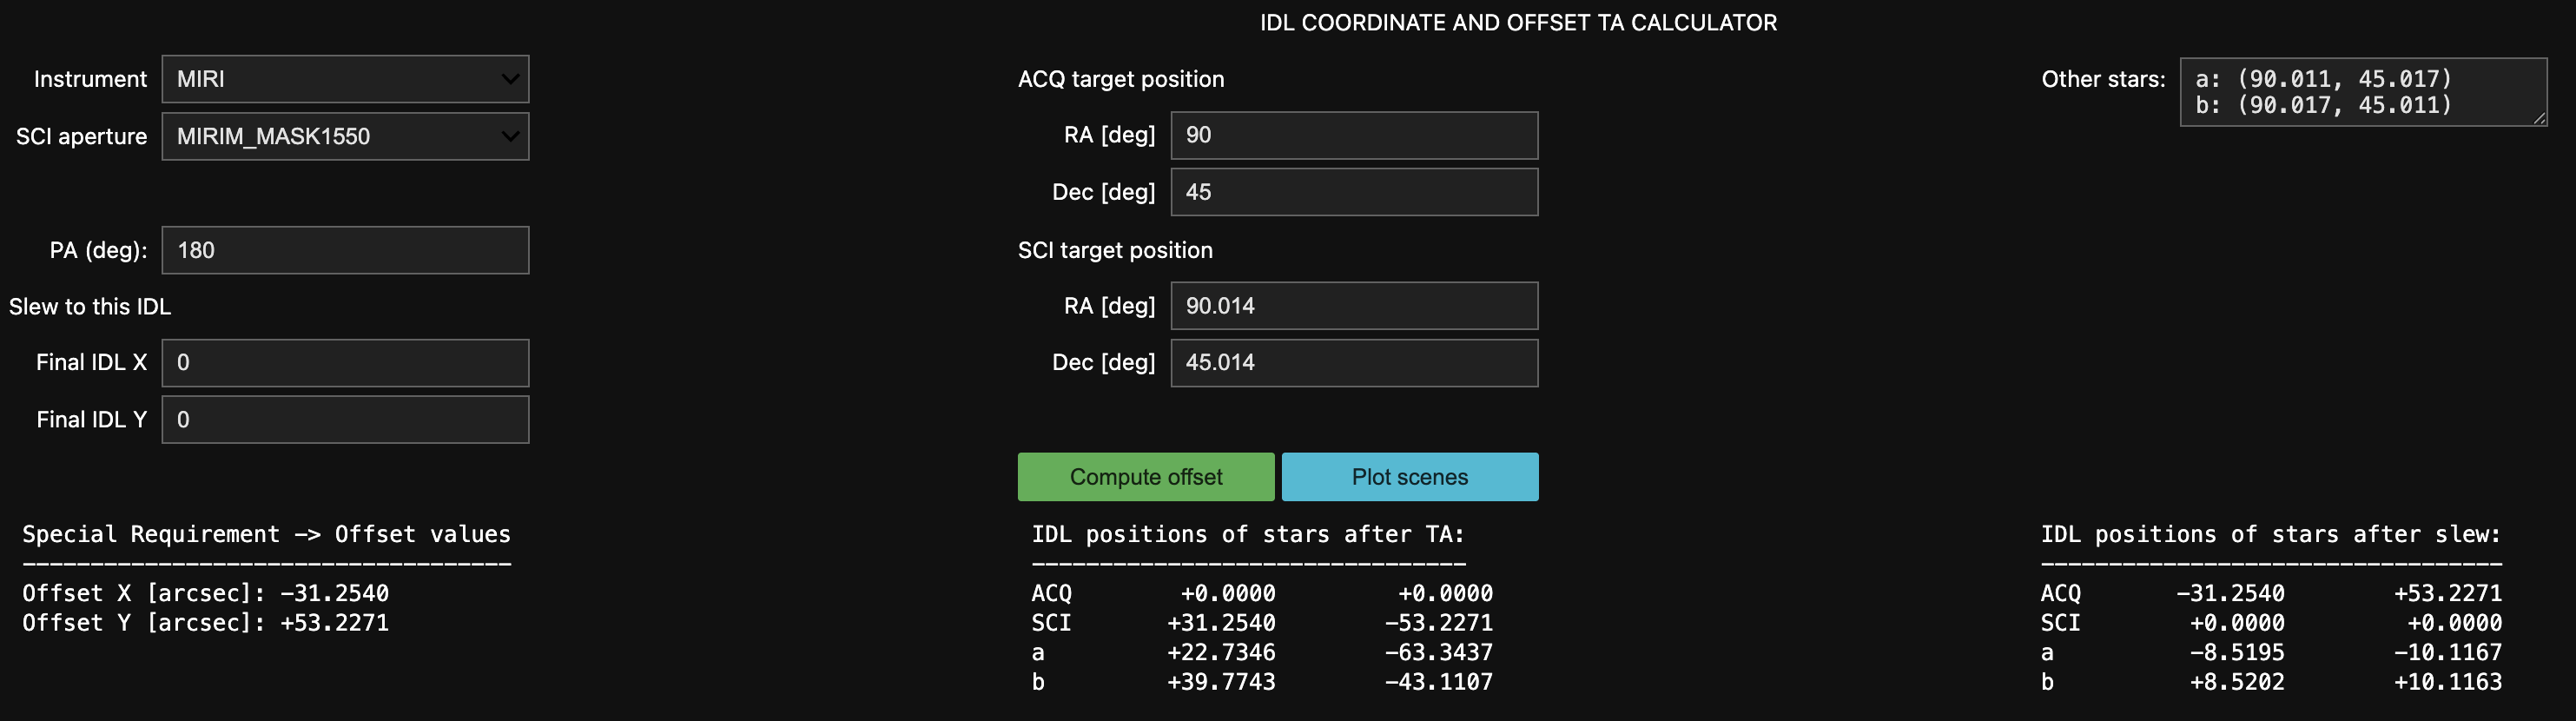 IDL COORDINATE AND OFFSET TA CALCULATOR
Instrument MIRI
SCI aperture MIRIM_MASK1550
PA (deg): 180
Slew to this IDL
Final IDL X 0
Final IDL Y 0
ACQ target position
RA [deg] 90
Dec [deg] 45
SCI target position
RA [deg] 90.014
Dec [deg] 45.014
Other stars: a: (90.011, 45.017)
b: (90.017, 45.011)
Compute offset Plot scenes
Special Requirement -> Offset values
------------------------------------
Offset X [arcsec]: -31.2540
Offset Y [arcsec]: +53.2271
IDL positions of stars after TA:
--------------------------------
ACQ +0.0000 +0.0000
SCI +31.2540 -53.2271
a +22.7346 -63.3437
b +39.7743 -43.1107
IDL positions of stars after slew:
----------------------------------
ACQ -31.2540 +53.2271
SCI +0.0000 +0.0000
a -8.5195 -10.1167
b +8.5202 +10.1163